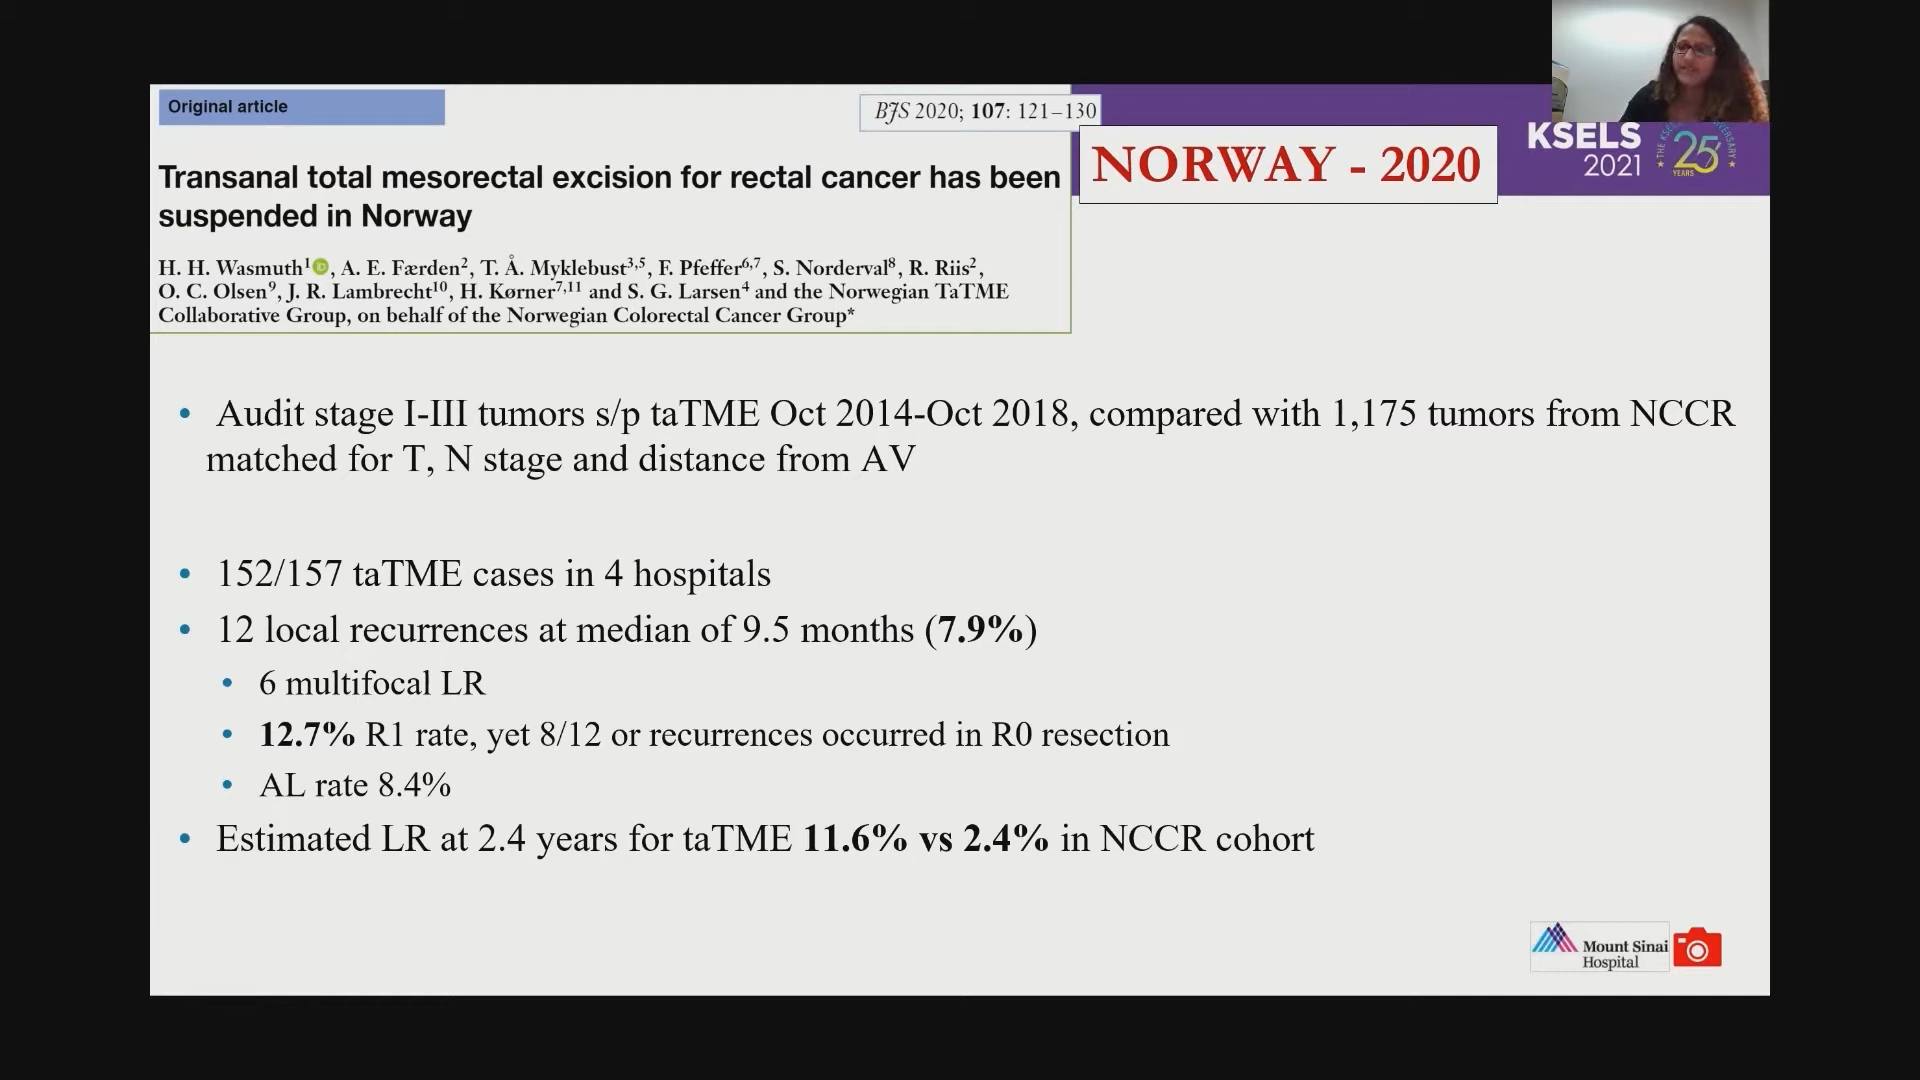 Original article
BJS 2020; 107: 121–130
NORWAY - 2020
KSELS
2021
25
YEARS
Transanal total mesorectal excision for rectal cancer has been
suspended in Norway
H. H. Wasmuth1 iD, A. E. Færden2, T. Å. Myklebust3,5, F. Pfeffer6,7, S. Norderval8, R. Riis2,
O. C. Olsen9, J. R. Lambrecht10, H. Kørner7,11 and S. G. Larsen4 and the Norwegian TaTME
Collaborative Group, on behalf of the Norwegian Colorectal Cancer Group*
• Audit stage I-III tumors s/p taTME Oct 2014-Oct 2018, compared with 1,175 tumors from NCCR
matched for T, N stage and distance from AV
• 152/157 taTME cases in 4 hospitals
• 12 local recurrences at median of 9.5 months (7.9%)
• 6 multifocal LR
• 12.7% R1 rate, yet 8/12 or recurrences occurred in R0 resection
• AL rate 8.4%
• Estimated LR at 2.4 years for taTME 11.6% vs 2.4% in NCCR cohort
Mount Sinai
Hospital